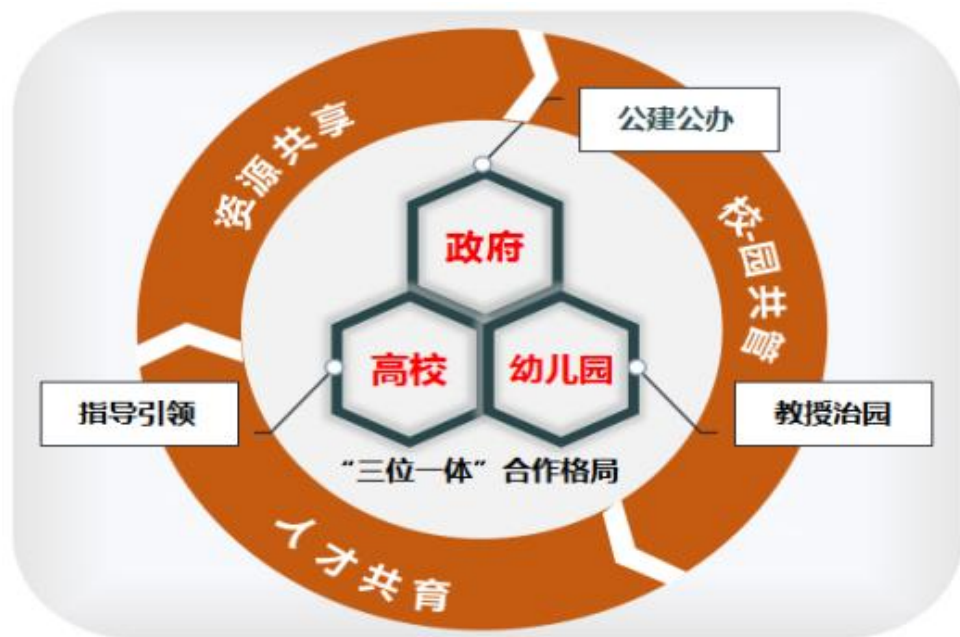 资源共享
公建公办
校-园共管
政府
高校
幼儿园
指导引领
教授治园
“三位一体”合作格局
人才共育